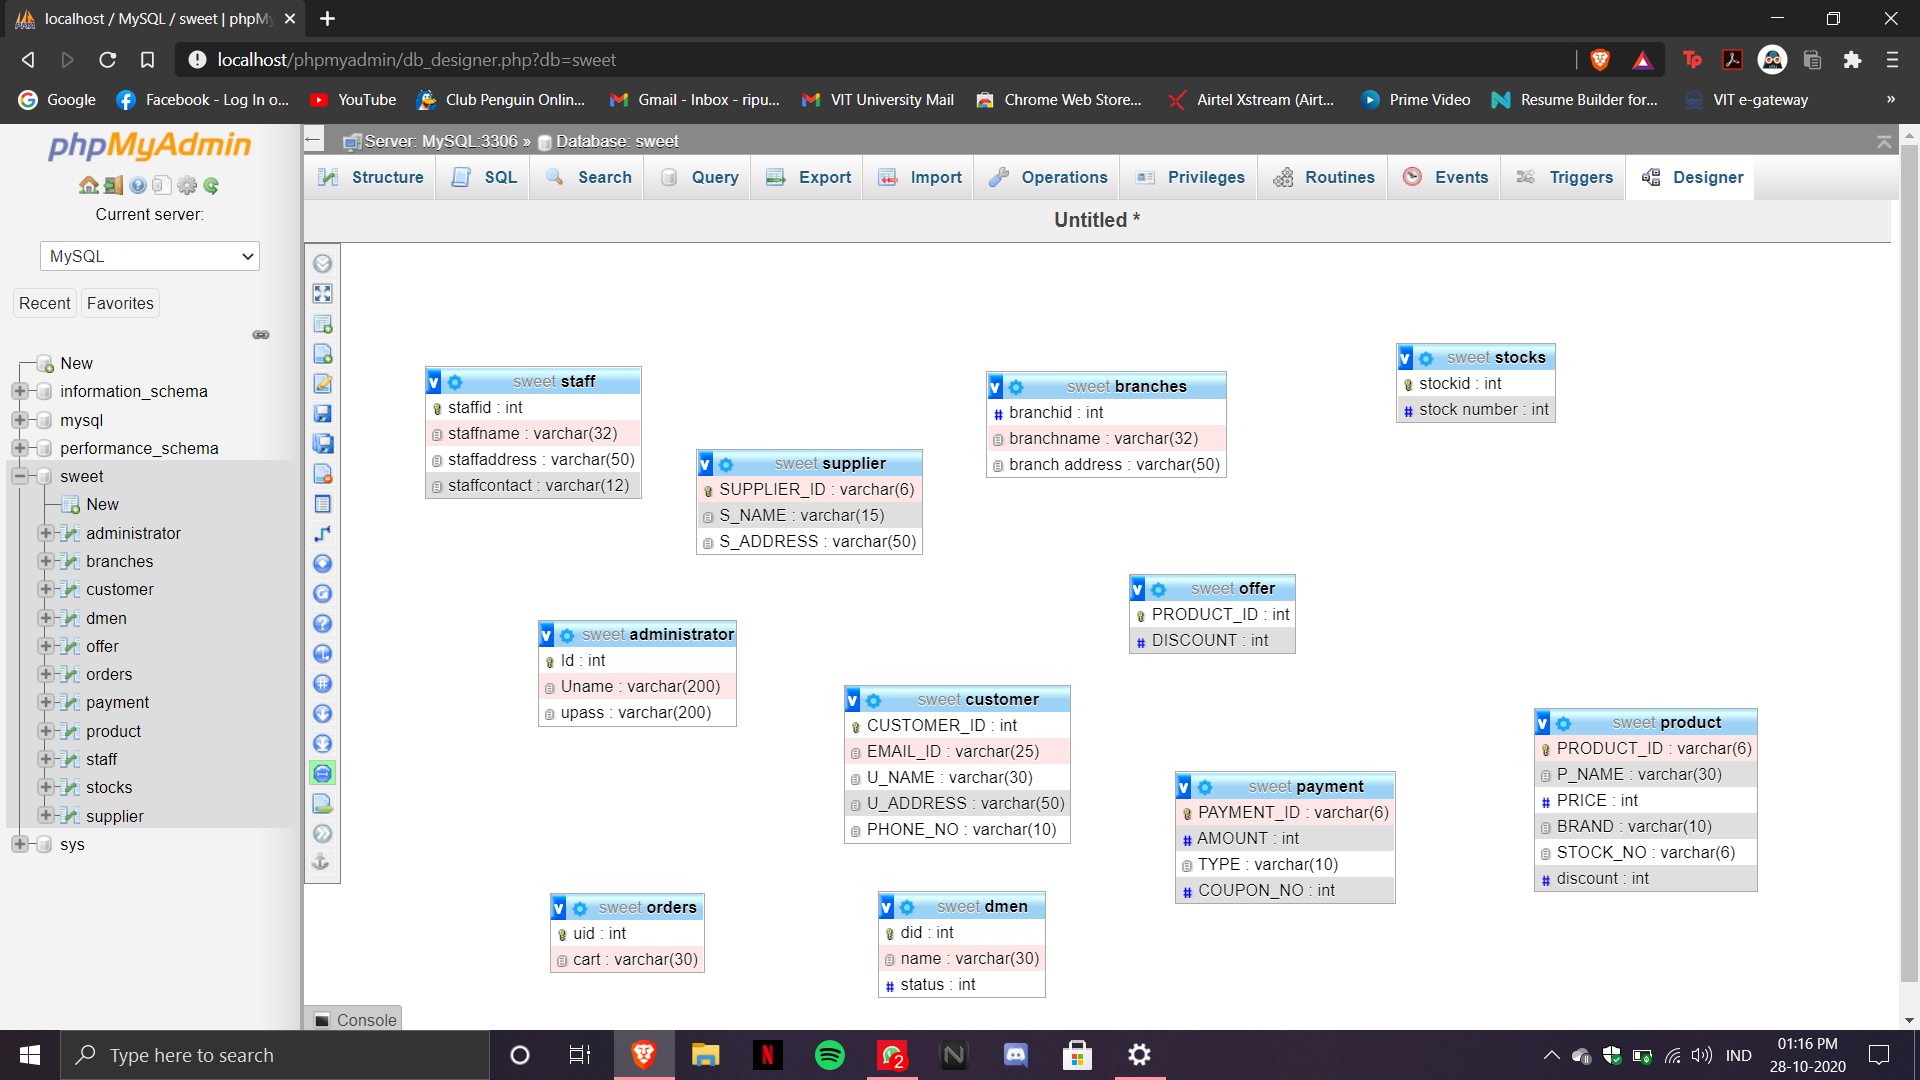 localhost / MySQL / sweet | phpMy
localhost/phpmyadmin/db_designer.php?db=sweet
Google
Facebook - Log In o...
YouTube
Club Penguin Onlin...
Gmail - Inbox - ripu...
VIT University Mail
Chrome Web Store...
Airtel Xstream (Airt...
Prime Video
Resume Builder for...
VIT e-gateway
»
phpMyAdmin
Current server:
MySQL
Recent
Favorites
New
information_schema
mysql
performance_schema
sweet
New
administrator
branches
customer
dmen
offer
orders
payment
product
staff
stocks
supplier
sys
Server: MySQL:3306 » Database: sweet
Structure
SQL
Search
Query
Export
Import
Operations
Privileges
Routines
Events
Triggers
Designer
Untitled *
v sweet stocks
stockid : int
# stock number : int
v sweet staff
staffid : int
staffname : varchar(32)
staffaddress : varchar(50)
staffcontact : varchar(12)
v sweet branches
# branchid : int
branchname : varchar(32)
branch address : varchar(50)
v sweet supplier
SUPPLIER_ID : varchar(6)
S_NAME : varchar(15)
S_ADDRESS : varchar(50)
v sweet offer
PRODUCT_ID : int
# DISCOUNT : int
v sweet administrator
Id : int
Uname : varchar(200)
upass : varchar(200)
v sweet customer
CUSTOMER_ID : int
EMAIL_ID : varchar(25)
U_NAME : varchar(30)
U_ADDRESS : varchar(50)
PHONE_NO : varchar(10)
v sweet product
PRODUCT_ID : varchar(6)
P_NAME : varchar(30)
# PRICE : int
BRAND : varchar(10)
STOCK_NO : varchar(6)
# discount : int
v sweet payment
PAYMENT_ID : varchar(6)
# AMOUNT : int
TYPE : varchar(10)
# COUPON_NO : int
v sweet orders
uid : int
cart : varchar(30)
v sweet dmen
did : int
name : varchar(30)
# status : int
Console
Type here to search
2
IND
01:16 PM
28-10-2020